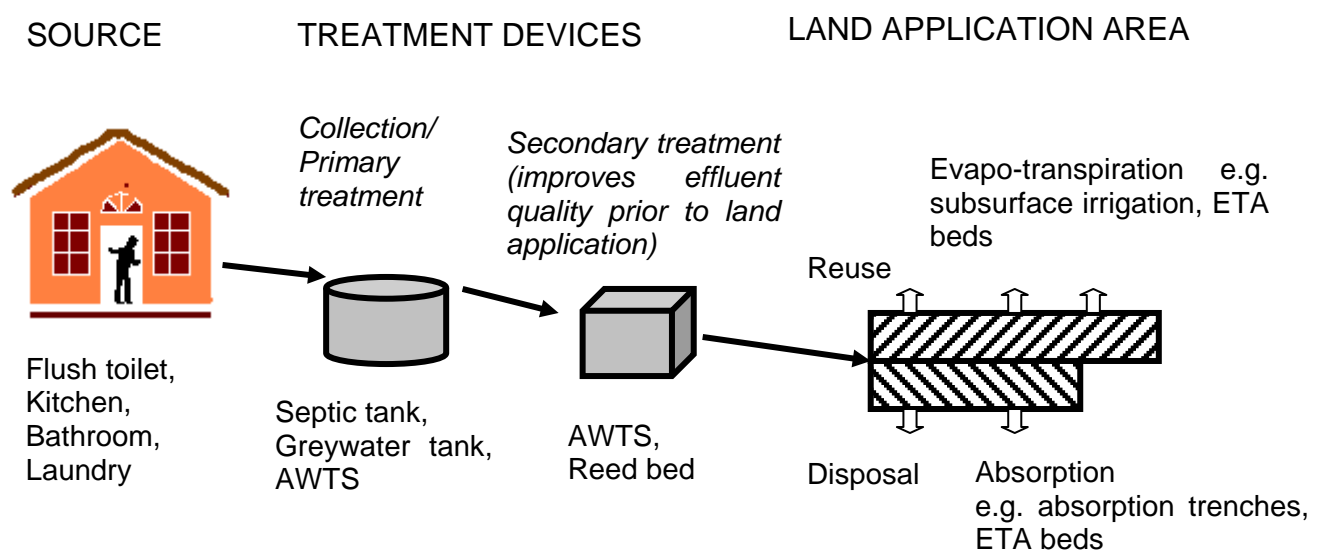 SOURCE
TREATMENT DEVICES
LAND APPLICATION AREA
Collection/
Primary
treatment
Secondary treatment
(improves effluent
quality prior to land
application)
Evapo-transpiration e.g.
subsurface irrigation, ETA
beds
Reuse
Flush toilet,
Kitchen,
Bathroom,
Laundry
Septic tank,
Greywater tank,
AWTS
AWTS,
Reed bed
Disposal
Absorption
e.g. absorption trenches,
ETA beds